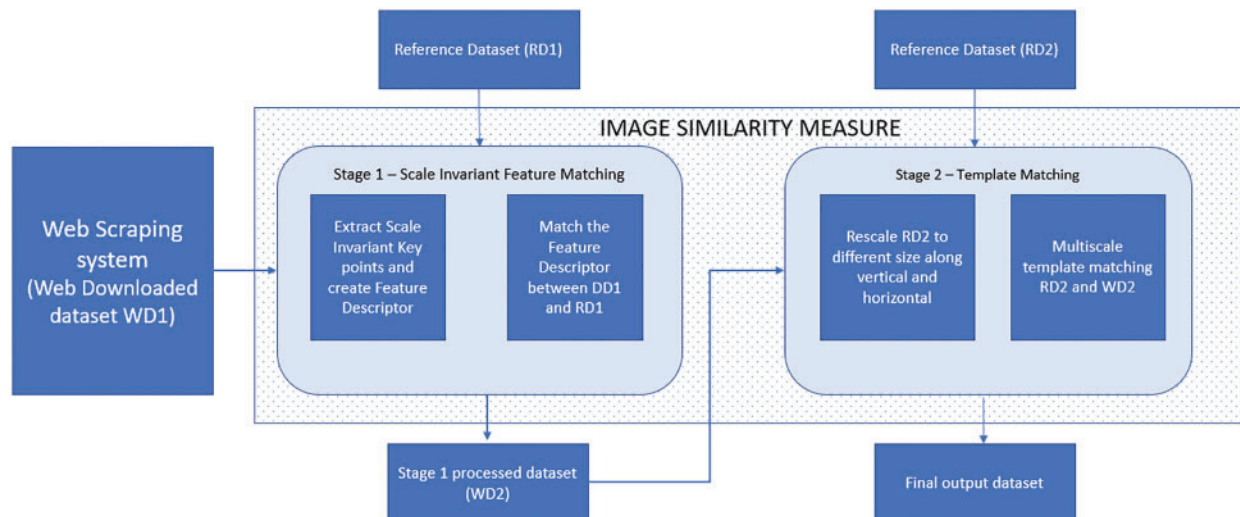 Reference Dataset (RD1)
Reference Dataset (RD2)
IMAGE SIMILARITY MEASURE
Web Scraping
system
(Web Downloaded
dataset WD1)
Stage 1 – Scale Invariant Feature Matching
Extract Scale
Invariant Key
points and
create Feature
Descriptor
Match the
Feature
Descriptor
between DD1
and RD1
Stage 2 – Template Matching
Rescale RD2 to
different size along
vertical and
horizontal
Multiscale
template matching
RD2 and WD2
Stage 1 processed dataset
(WD2)
Final output dataset